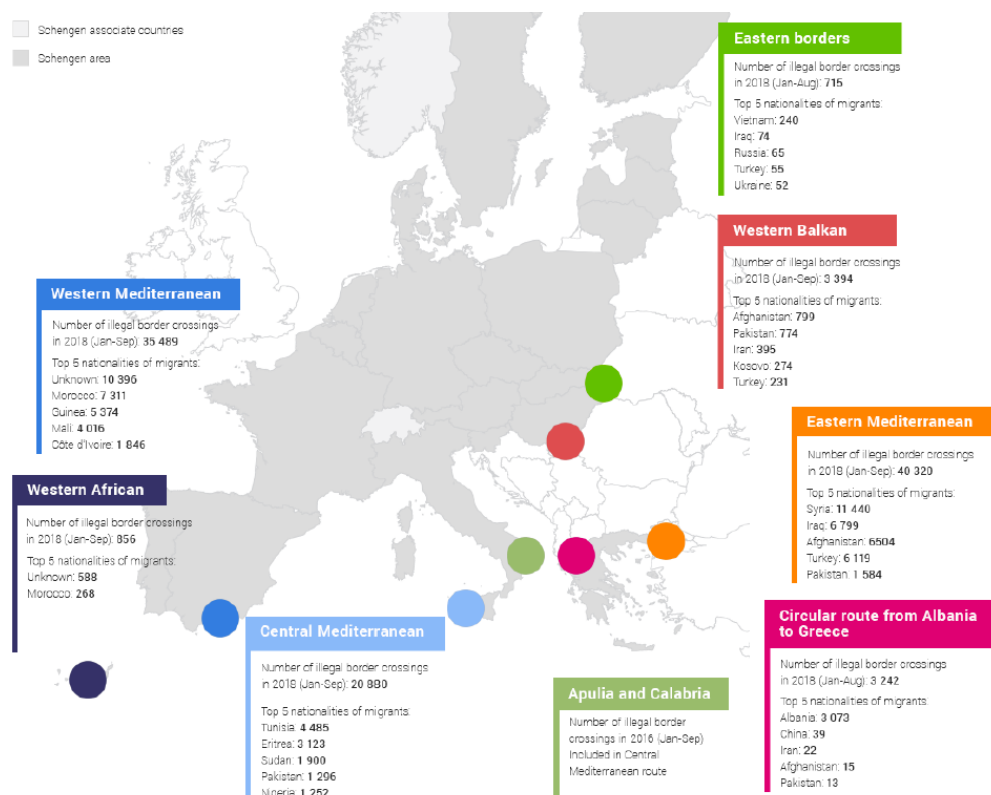 Schengen associate countries
Schengen area
Eastern borders
Number of illegal border crossings
in 2018 (Jan-Aug): 715
Top 5 nationalities of migrants:
Vietnam: 240
Iraq: 74
Russia: 65
Turkey: 55
Ukraine: 52
Western Balkan
Number of illegal border crossings
in 2018 (Jan-Sep): 3 394
Top 5 nationalities of migrants:
Afghanistan: 799
Pakistan: 774
Iran: 395
Kosovo: 274
Turkey: 231
Western Mediterranean
Number of illegal border crossings
in 2018 (Jan-Sep): 35 489
Top 5 nationalities of migrants:
Unknown: 10 396
Morocco: 7 311
Guinea: 5 374
Mali: 4 016
Côte d'Ivoire: 1 846
Eastern Mediterranean
Number of illegal border crossings
in 2018 (Jan-Sep): 40 320
Top 5 nationalities of migrants:
Syria: 11 440
Iraq: 6 799
Afghanistan: 6504
Turkey: 6 119
Pakistan: 1 584
Western African
Number of illegal border crossings
in 2018 (Jan-Sep): 856
Top 5 nationalities of migrants:
Unknown: 588
Morocco: 268
Central Mediterranean
Number of illegal border crossings
in 2018 (Jan-Sep): 20 880
Top 5 nationalities of migrants:
Tunisia: 4 485
Eritrea: 3 123
Sudan: 1 900
Pakistan: 1 296
Nigeria: 1 252
Apulia and Calabria
Number of illegal border
crossings in 2016 (Jan-Sep)
Included in Central
Mediterranean route
Circular route from Albania
to Greece
Number of illegal border crossings
in 2018 (Jan-Aug): 3 242
Top 5 nationalities of migrants:
Albania: 3 073
China: 39
Iran: 22
Afghanistan: 15
Pakistan: 13